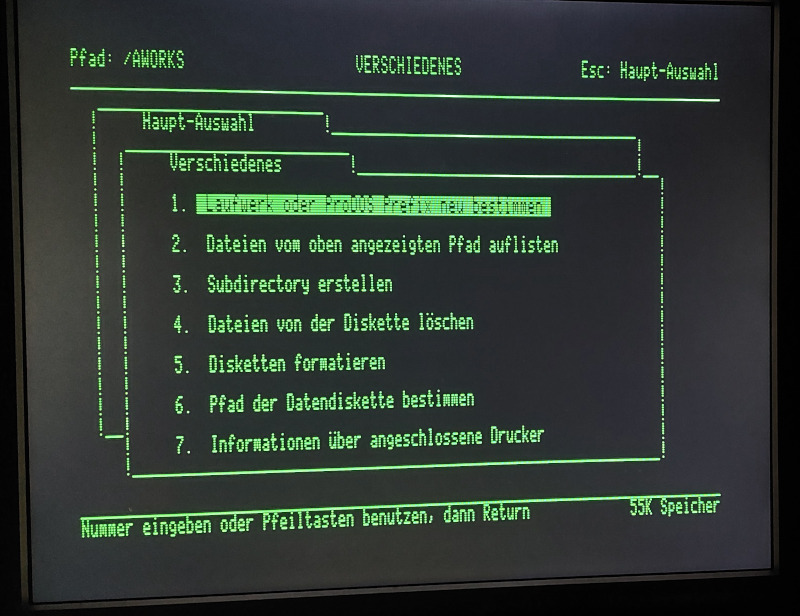 Pfad: /AWORKS VERSCHIEDENES Esc: Haupt-Auswahl
Haupt-Auswahl
Verschiedenes
1. Laufwerk oder ProDOS Prefix neu bestimmen
2. Dateien vom oben angezeigten Pfad auflisten
3. Subdirectory erstellen
4. Dateien von der Diskette löschen
5. Disketten formatieren
6. Pfad der Datendiskette bestimmen
7. Informationen über angeschlossene Drucker
Nummer eingeben oder Pfeiltasten benutzen, dann Return 55K Speicher